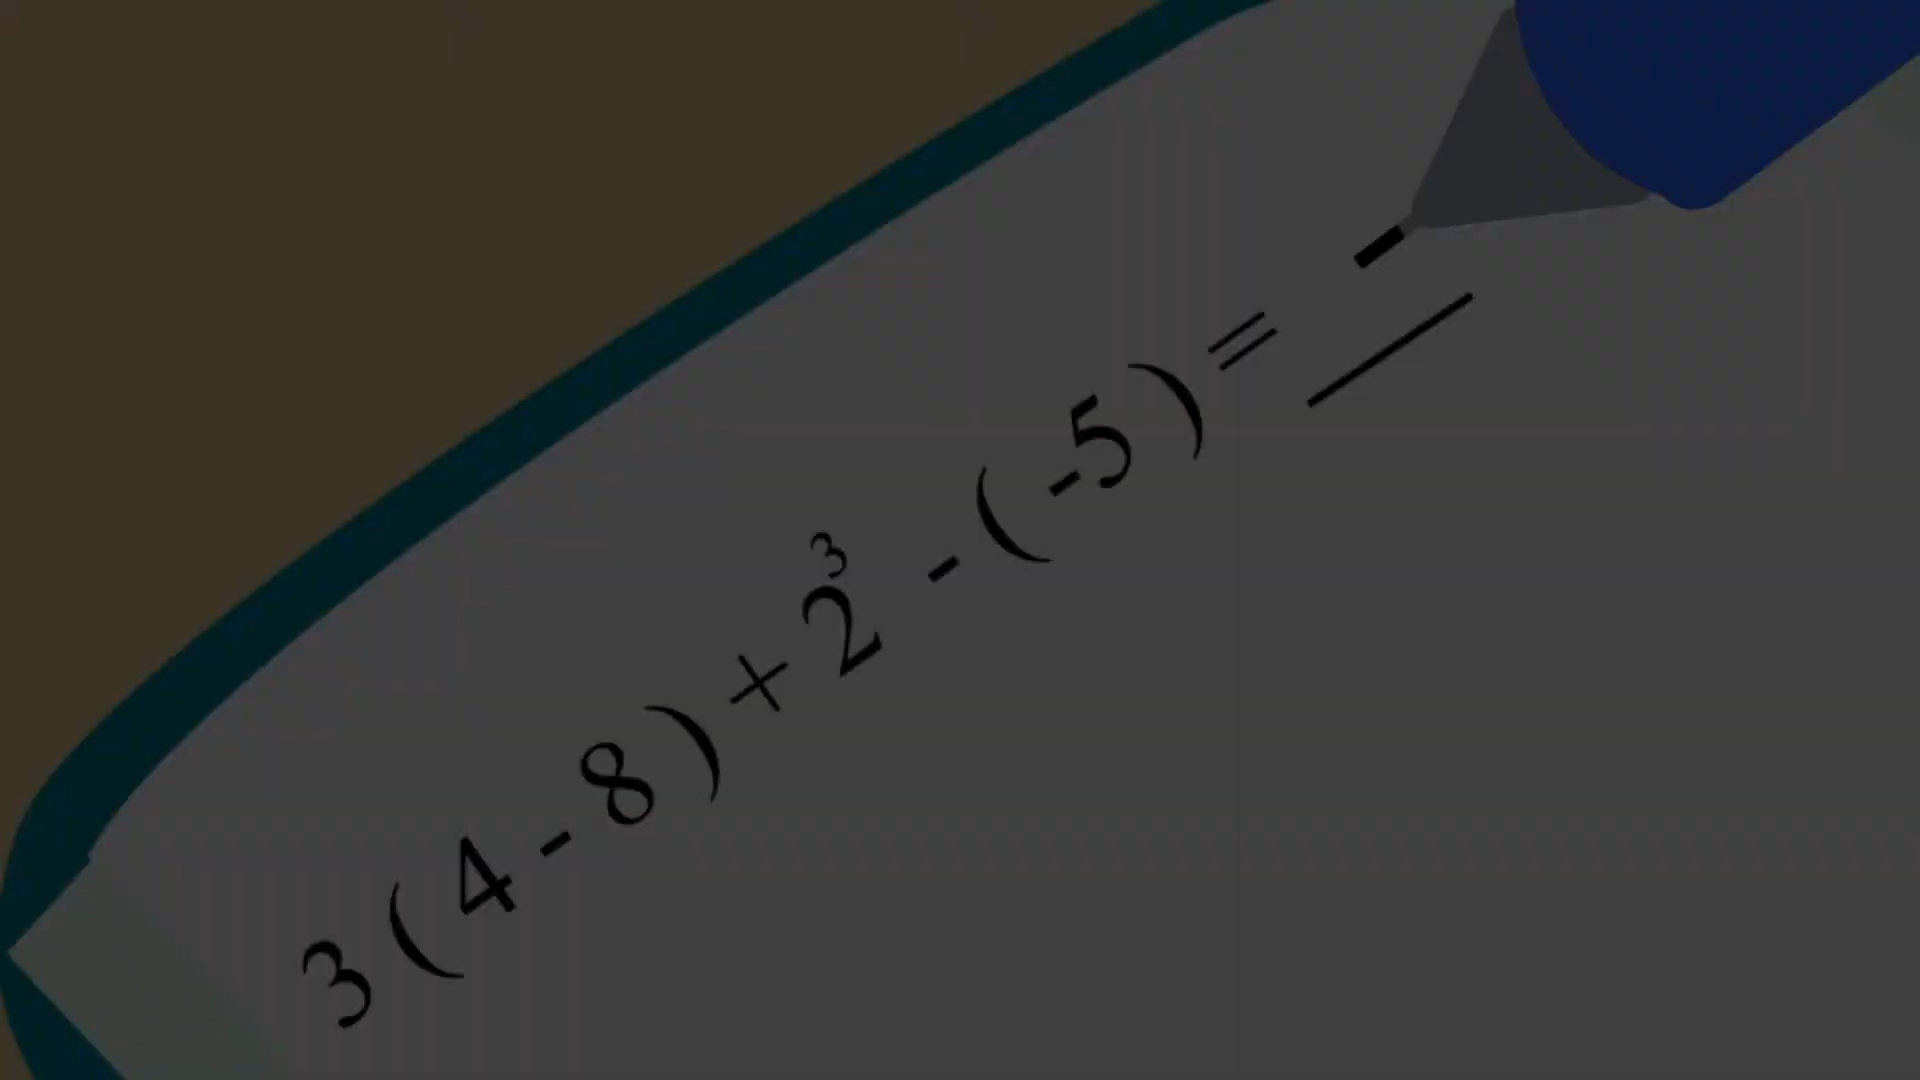 3 ( 4 - 8 ) + 2³ - ( -5 ) = -